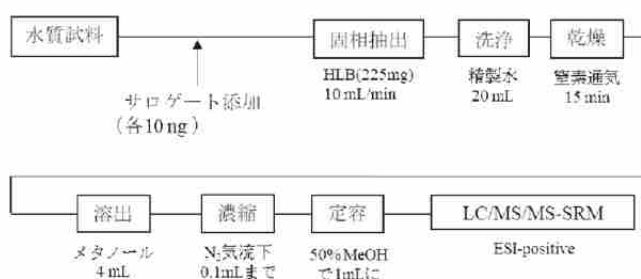 水質試料
固相抽出
洗浄
乾燥
HLB(225mg)
10 mL/min
精製水
20 mL
窒素通気
15 min
サロゲート添加
(各10 ng)
溶出
濃縮
定容
LC/MS/MS-SRM
メタノール
4 mL
N₂気流下
0.1mLまで
50%MeOH
で1mLに
ESI-positive